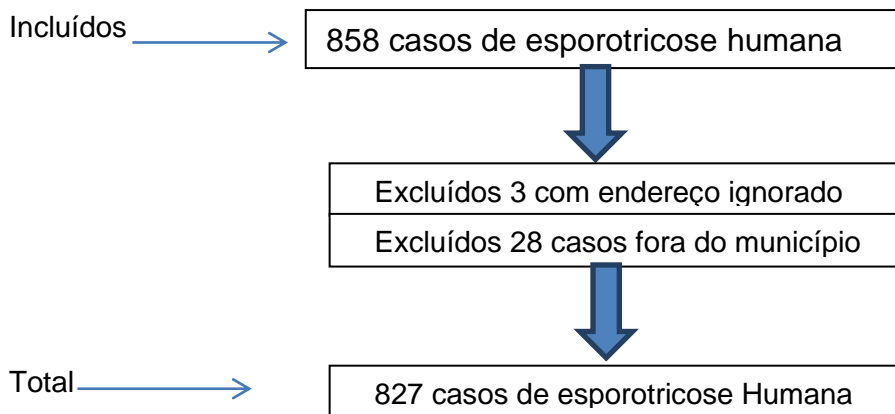 Incluídos
858 casos de esporotricose humana
Excluídos 3 com endereço ignorado
Excluídos 28 casos fora do município
Total
827 casos de esporotricose Humana